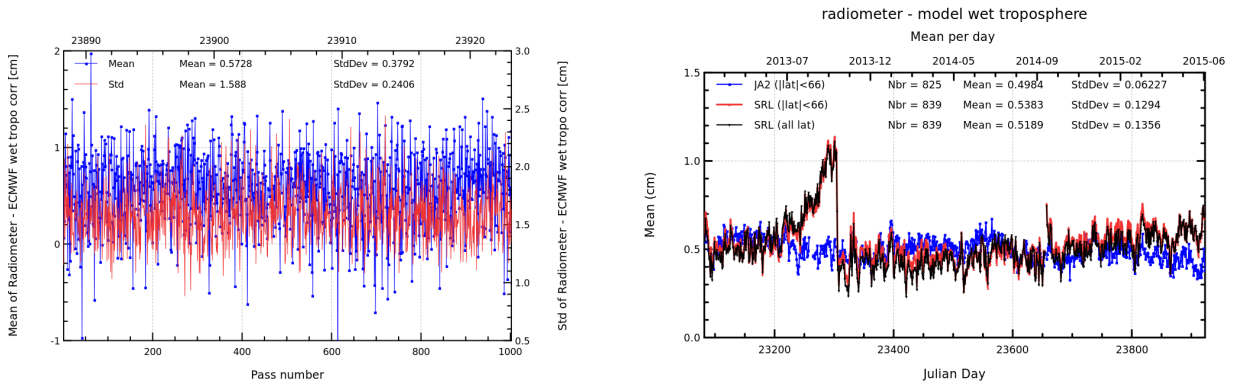 23890 23900 23910 23920
Mean Mean = 0.5728 StdDev = 0.3792
Std Mean = 1.588 StdDev = 0.2406
2
1
0
-1
3.0
2.5
2.0
1.5
1.0
0.5
200 400 600 800 1000
Pass number
Mean of Radiometer - ECMWF wet tropo corr [cm]
Std of Radiometer - ECMWF wet tropo corr [cm]
radiometer - model wet troposphere
Mean per day
2013-07 2013-12 2014-05 2014-09 2015-02 2015-06
JA2 (|lat|<66) Nbr = 825 Mean = 0.4984 StdDev = 0.06227
SRL (|lat|<66) Nbr = 839 Mean = 0.5383 StdDev = 0.1294
SRL (all lat) Nbr = 839 Mean = 0.5189 StdDev = 0.1356
1.5
1.0
0.5
0.0
23200 23400 23600 23800
Julian Day
Mean (cm)